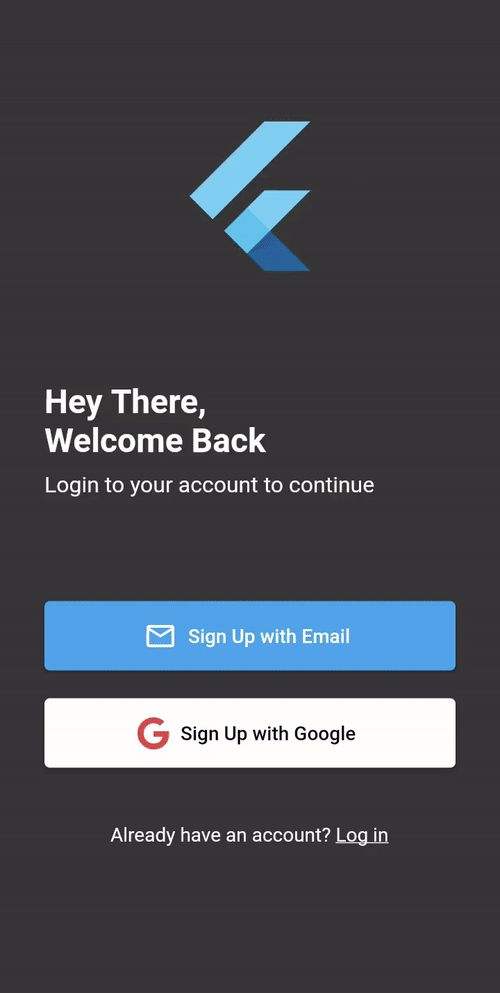 Hey There,
Welcome Back
Login to your account to continue
Sign Up with Email
Sign Up with Google
Already have an account? Log in